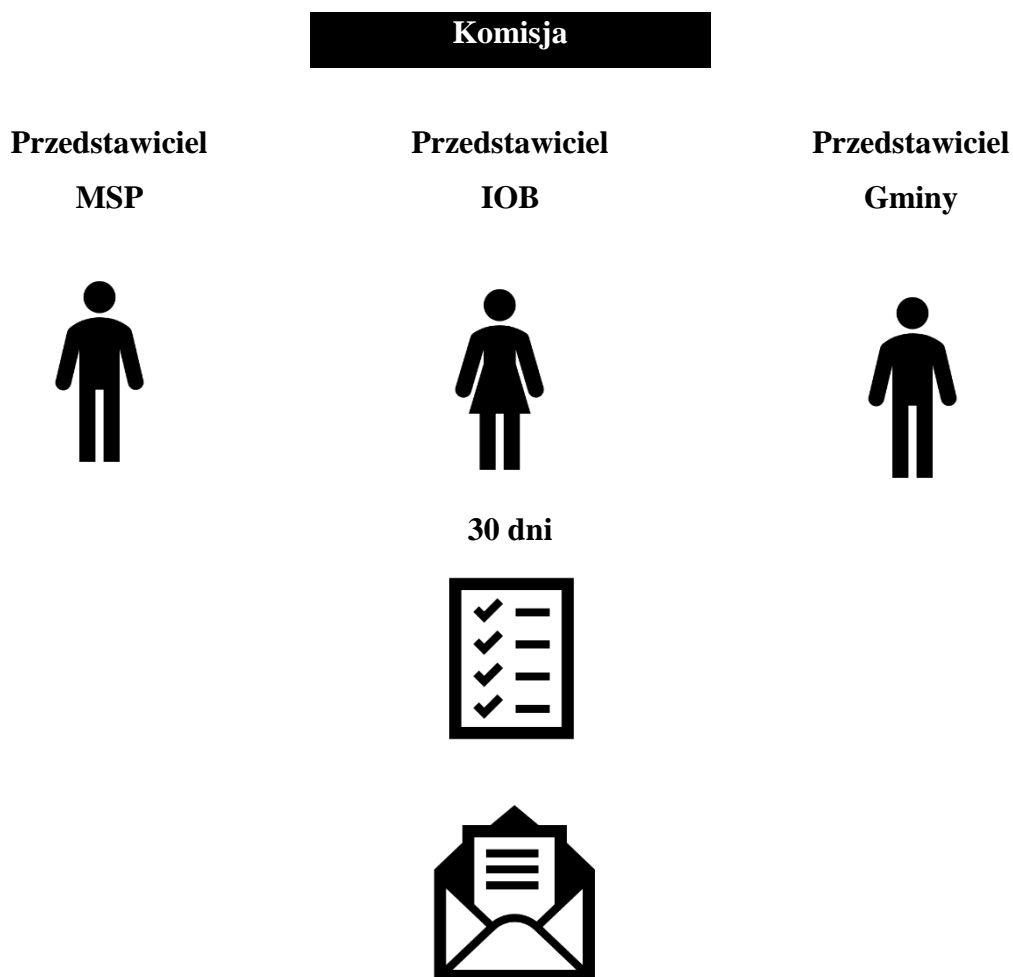 Komisja
Przedstawiciel
MSP
Przedstawiciel
IOB
Przedstawiciel
Gminy
30 dni